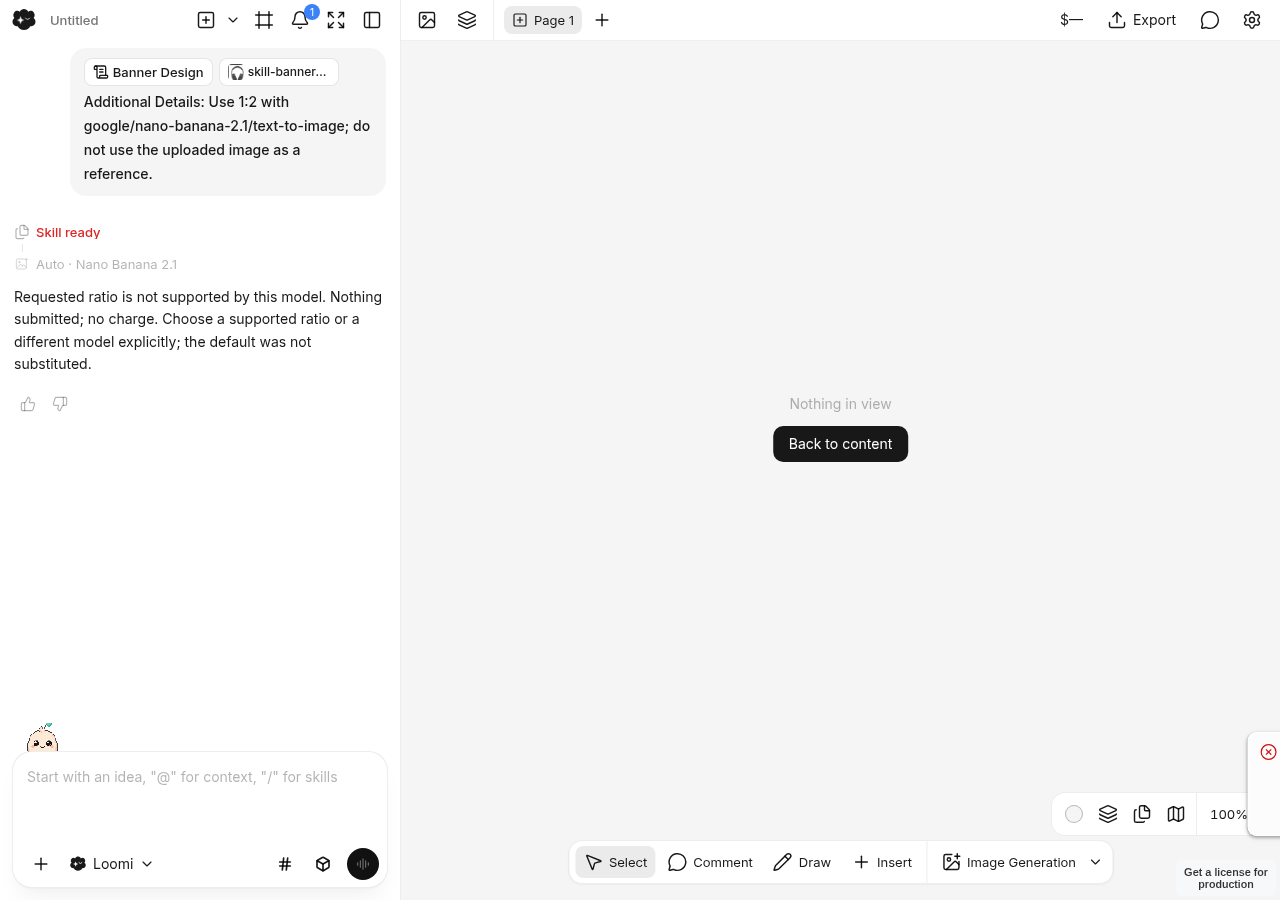 Untitled
1
Page 1
$—
Export
Banner Design
skill-banner...
Additional Details: Use 1:2 with
google/nano-banana-2.1/text-to-image; do
not use the uploaded image as a
reference.
Skill ready
Auto · Nano Banana 2.1
Requested ratio is not supported by this model. Nothing
submitted; no charge. Choose a supported ratio or a
different model explicitly; the default was not
substituted.
Nothing in view
Back to content
Start with an idea, "@" for context, "/" for skills
Loomi
100%
Select
Comment
Draw
Insert
Image Generation
Get a license for
production